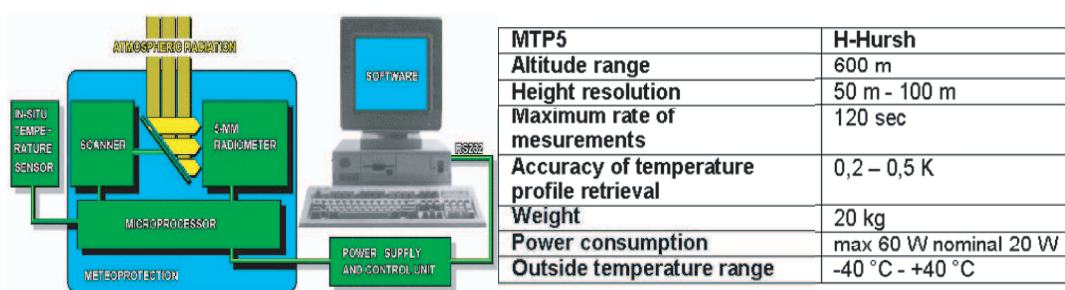 ATMOSPHERIC RADIATION
SOFTWARE
IN-SITU
TEMPE-
RATURE
SENSOR
SCANNER
5-MM
RADIOMETER
RS232
MICROPROCESSOR
METEOPROTECTION
POWER SUPPLY
AND CONTROL UNIT
MTP5 H-Hursh
Altitude range 600 m
Height resolution 50 m - 100 m
Maximum rate of 120 sec
mesurements
Accuracy of temperature 0,2 – 0,5 K
profile retrieval
Weight 20 kg
Power consumption max 60 W nominal 20 W
Outside temperature range -40 °C - +40 °C